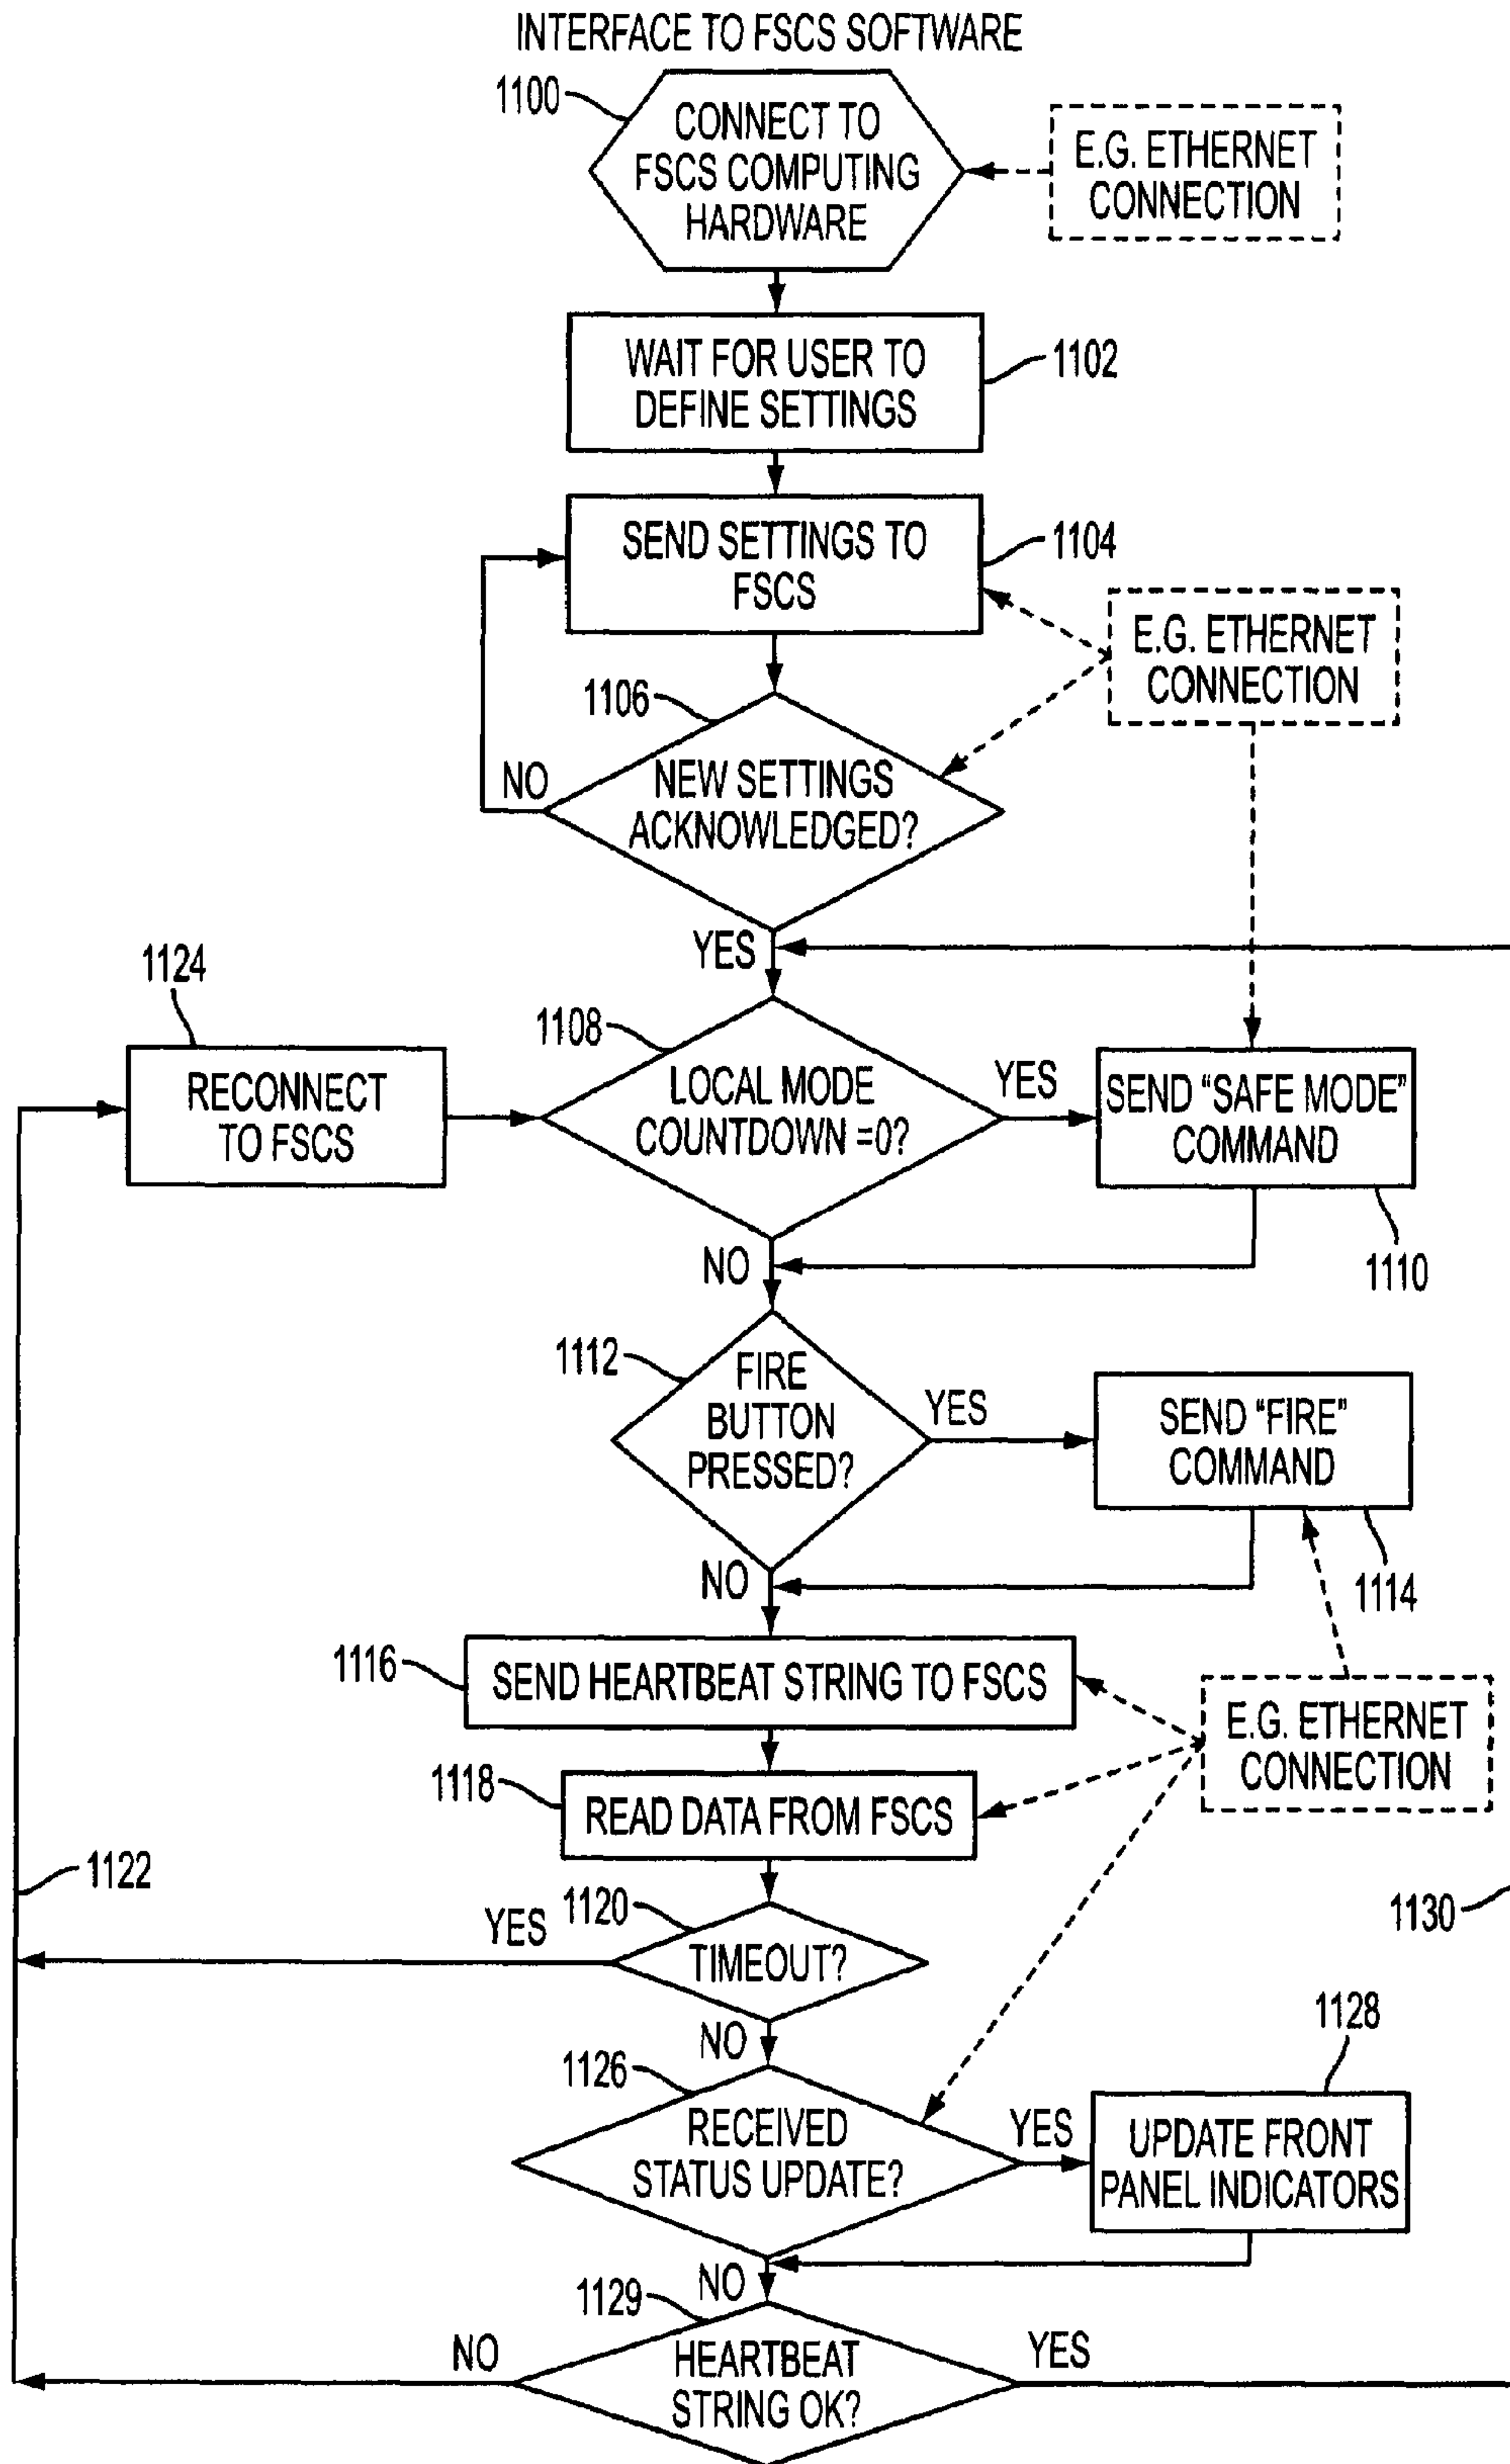 INTERFACE TO FSCS SOFTWARE
1100
CONNECT TO
FSCS COMPUTING
HARDWARE
E.G. ETHERNET
CONNECTION
WAIT FOR USER TO
DEFINE SETTINGS
1102
SEND SETTINGS TO
FSCS
1104
E.G. ETHERNET
CONNECTION
1106
NEW SETTINGS
ACKNOWLEDGED?
NO
YES
1124
RECONNECT
TO FSCS
1108
LOCAL MODE
COUNTDOWN =0?
YES
SEND “SAFE MODE”
COMMAND
1110
NO
1112
FIRE
BUTTON
PRESSED?
YES
SEND “FIRE”
COMMAND
1114
NO
1116
SEND HEARTBEAT STRING TO FSCS
E.G. ETHERNET
CONNECTION
1118
READ DATA FROM FSCS
1122
1120
YES
TIMEOUT?
1130
NO
1126
RECEIVED
STATUS UPDATE?
YES
1128
UPDATE FRONT
PANEL INDICATORS
NO
1129
NO
HEARTBEAT
STRING OK?
YES